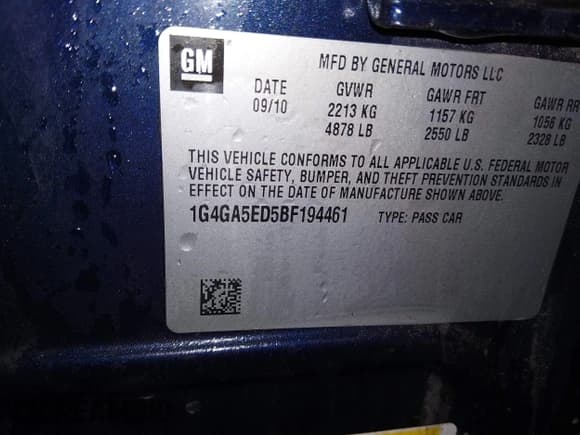 GM
MFD BY GENERAL MOTORS LLC
DATE GVWR GAWR FRT GAWR RR
09/10 2213 KG 1157 KG 1056 KG
4878 LB 2550 LB 2328 LB
THIS VEHICLE CONFORMS TO ALL APPLICABLE U.S. FEDERAL MOTOR
VEHICLE SAFETY, BUMPER, AND THEFT PREVENTION STANDARDS IN
EFFECT ON THE DATE OF MANUFACTURE SHOWN ABOVE.
1G4GA5ED5BF194461 TYPE: PASS CAR